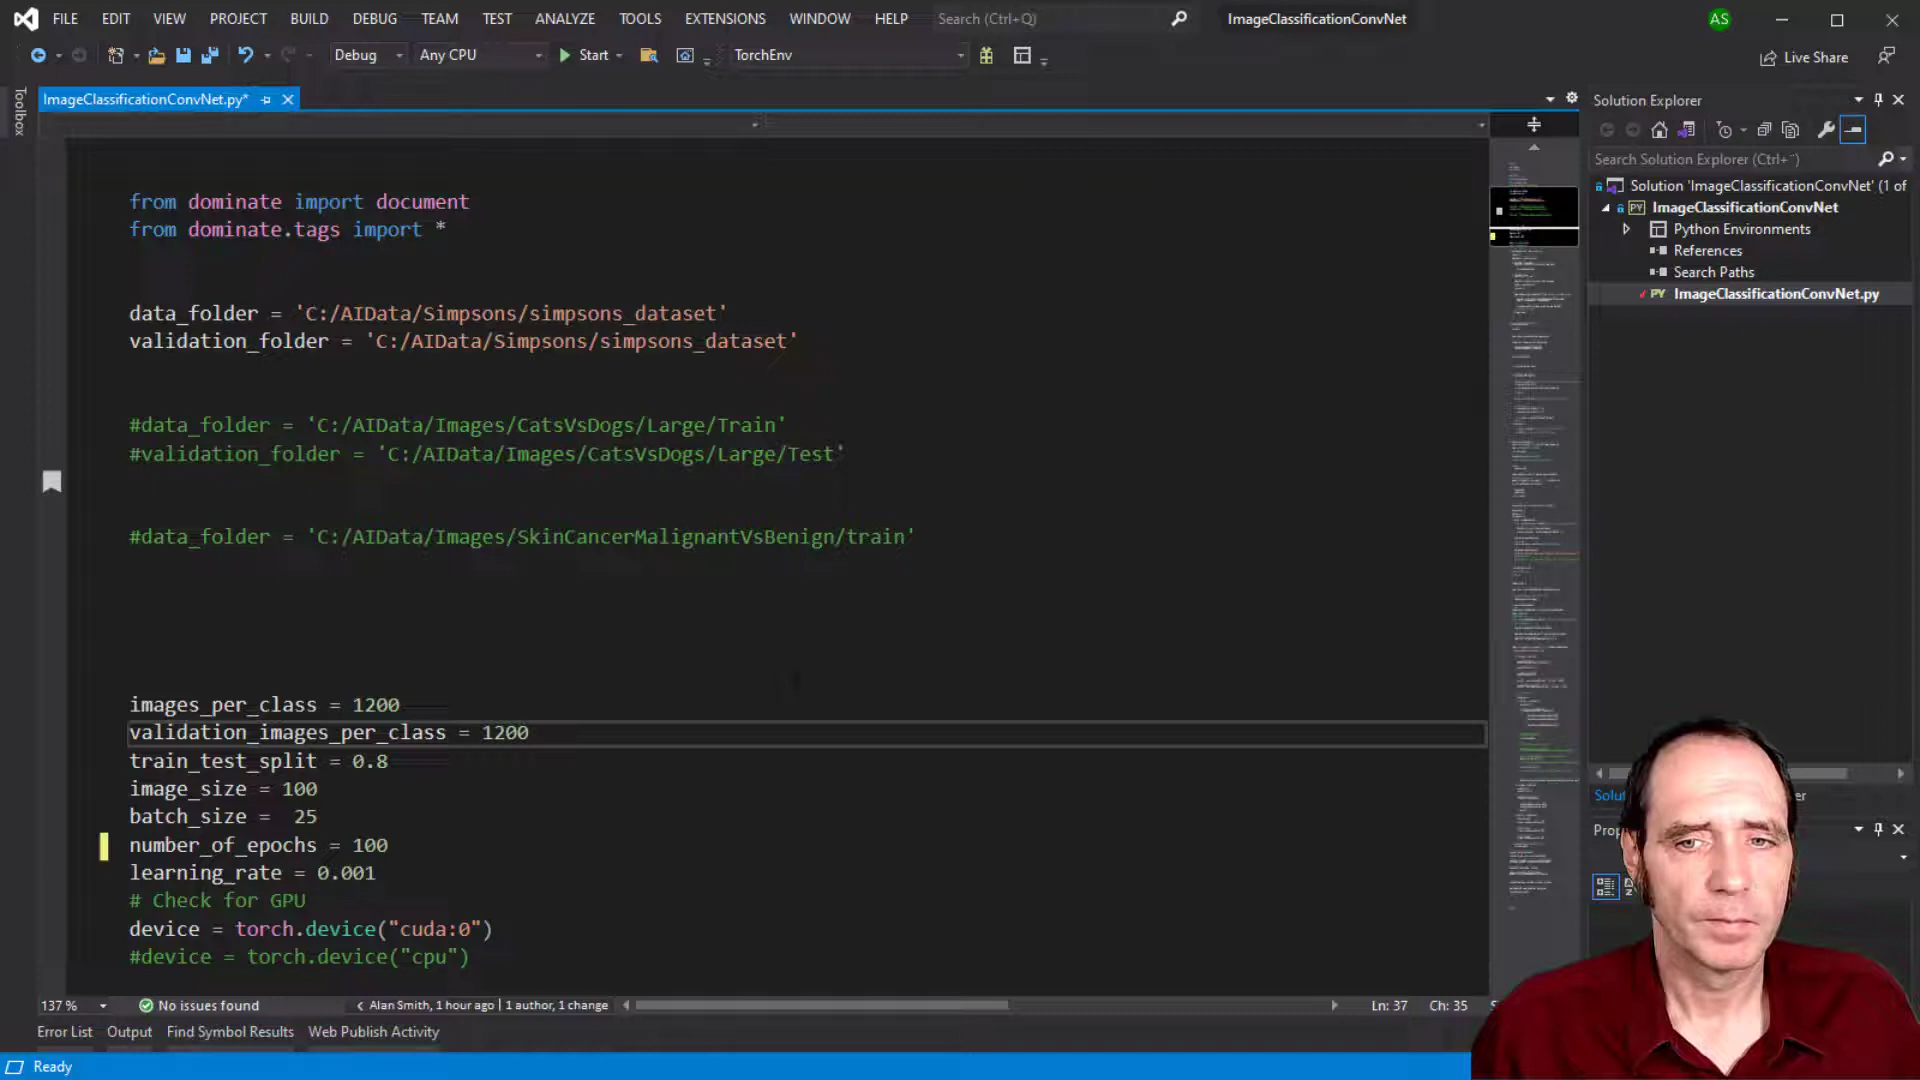 FILE EDIT VIEW PROJECT BUILD DEBUG TEAM TEST ANALYZE TOOLS EXTENSIONS WINDOW HELP Search (Ctrl+Q) ImageClassificationConvNet AS
Debug Any CPU Start TorchEnv Live Share
Toolbox
ImageClassificationConvNet.py*
from dominate import document
from dominate.tags import *
data_folder = 'C:/AIData/Simpsons/simpsons_dataset'
validation_folder = 'C:/AIData/Simpsons/simpsons_dataset'
#data_folder = 'C:/AIData/Images/CatsVsDogs/Large/Train'
#validation_folder = 'C:/AIData/Images/CatsVsDogs/Large/Test'
#data_folder = 'C:/AIData/Images/SkinCancerMalignantVsBenign/train'
images_per_class = 1200
validation_images_per_class = 1200
train_test_split = 0.8
image_size = 100
batch_size =  25
number_of_epochs = 100
learning_rate = 0.001
# Check for GPU
device = torch.device("cuda:0")
#device = torch.device("cpu")
Solution Explorer
Search Solution Explorer (Ctrl+¨)
Solution 'ImageClassificationConvNet' (1 of
PY ImageClassificationConvNet
Python Environments
References
Search Paths
PY ImageClassificationConvNet.py
Solu er
Prop
137 % No issues found Alan Smith, 1 hour ago | 1 author, 1 change Ln: 37 Ch: 35
Error List Output Find Symbol Results Web Publish Activity
Ready